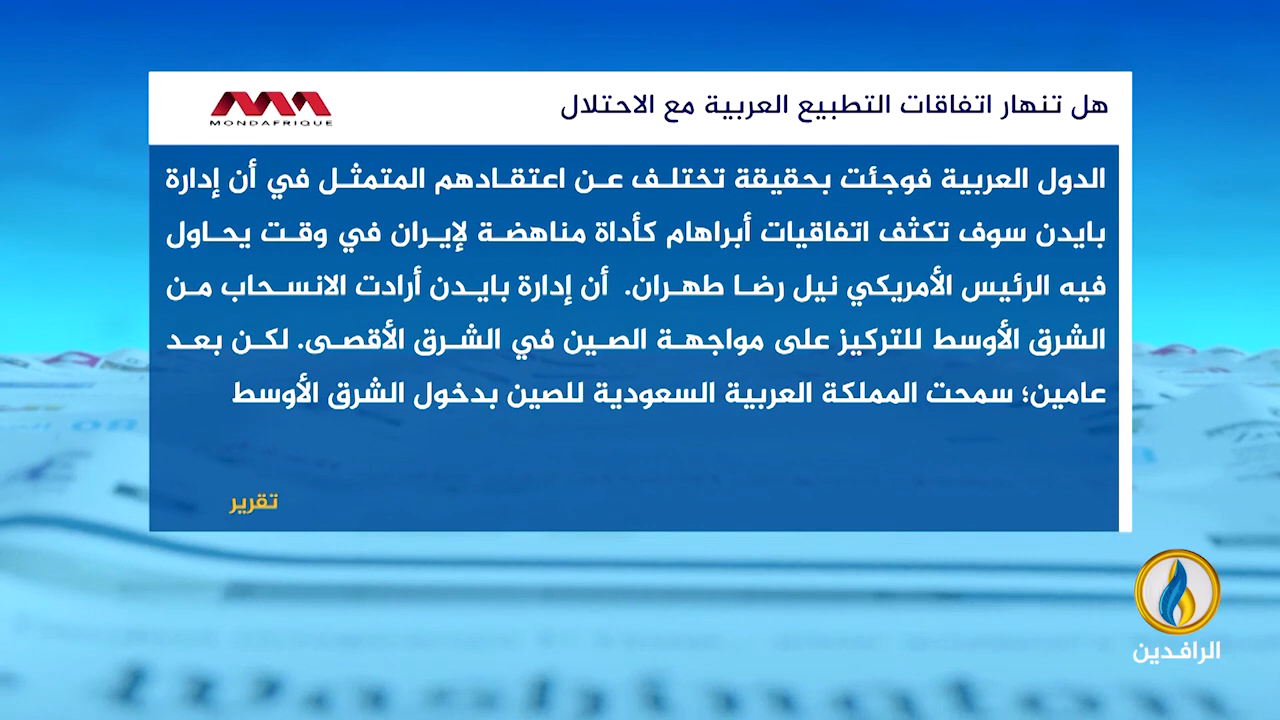 هل تنهار اتفاقات التطبيع العربية مع الاحتلال
MONDAFRIQUE
الدول العربية فوجئت بحقيقة تختلف عن اعتقادهم المتمثل في أن إدارة
بايدن سوف تكثف اتفاقيات أبراهام كأداة مناهضة لإيران في وقت يحاول
فيه الرئيس الأمريكي نيل رضا طهران. أن إدارة بايدن أرادت الانسحاب من
الشرق الأوسط للتركيز على مواجهة الصين في الشرق الأقصى. لكن بعد
عامين؛ سمحت المملكة العربية السعودية للصين بدخول الشرق الأوسط
تقرير
الرافدين